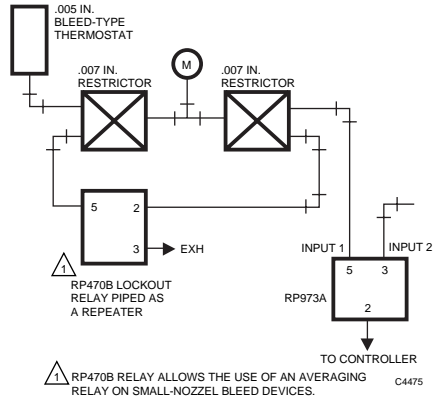 .005 IN.
BLEED-TYPE
THERMOSTAT
.007 IN.
RESTRICTOR
M
.007 IN.
RESTRICTOR
5
2
3
EXH
1
RP470B LOCKOUT
RELAY PIPED AS
A REPEATER
INPUT 1
INPUT 2
5
3
RP973A
2
TO CONTROLLER
1
RP470B RELAY ALLOWS THE USE OF AN AVERAGING
RELAY ON SMALL-NOZZEL BLEED DEVICES.
C4475